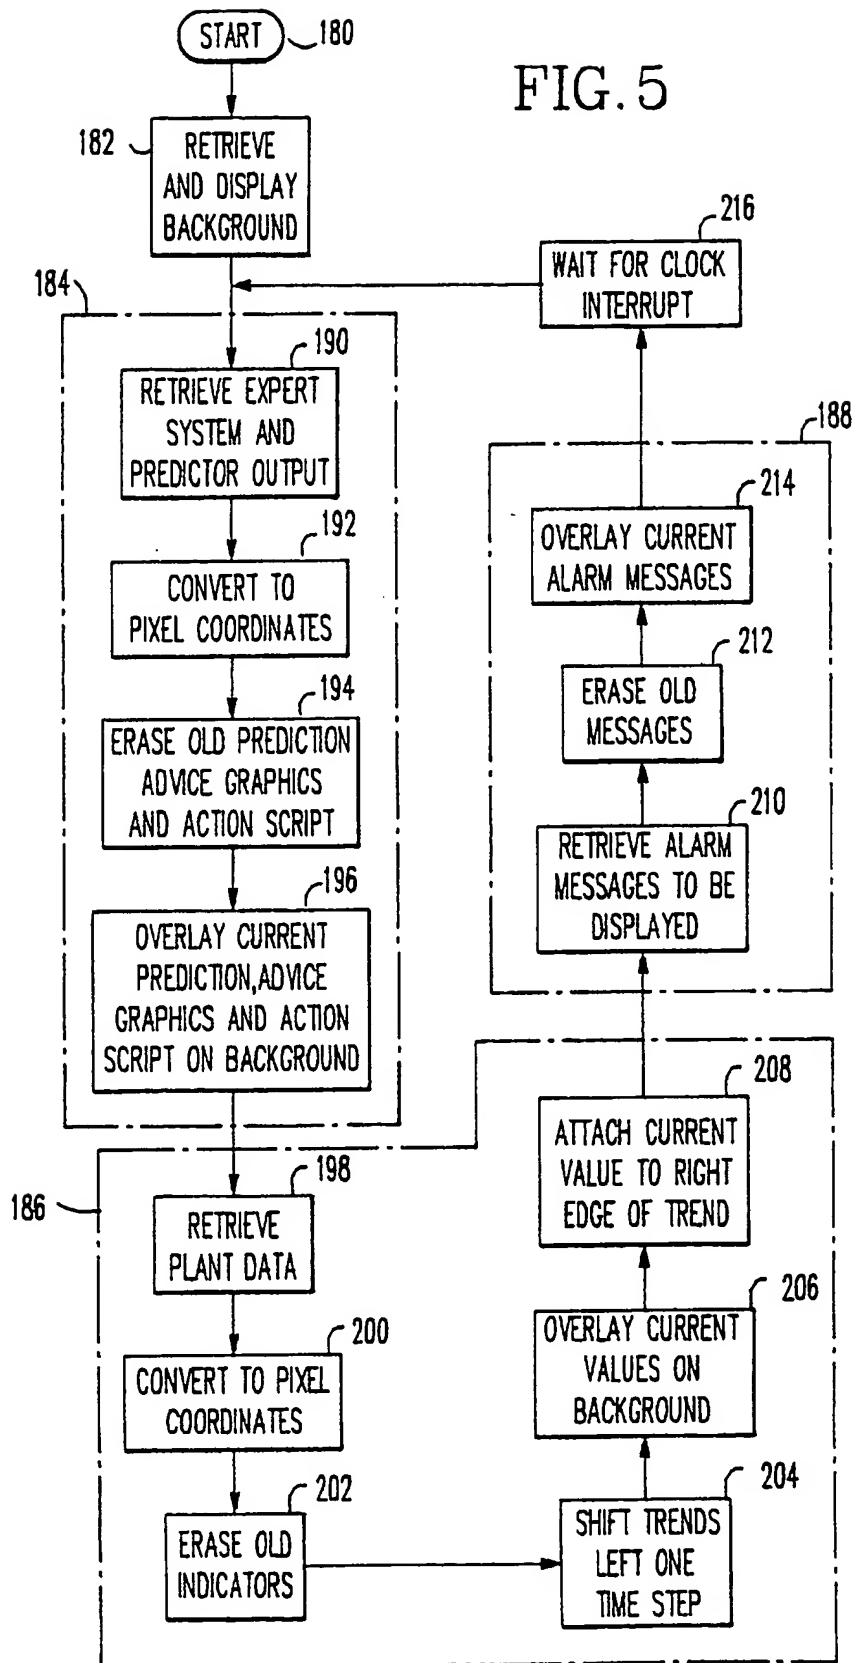 START
180
FIG. 5
182
RETRIEVE
AND DISPLAY
BACKGROUND
216
WAIT FOR CLOCK
INTERRUPT
184
190
RETRIEVE EXPERT
SYSTEM AND
PREDICTOR OUTPUT
192
CONVERT TO
PIXEL COORDINATES
194
ERASE OLD PREDICTION
ADVICE GRAPHICS
AND ACTION SCRIPT
196
OVERLAY CURRENT
PREDICTION,ADVICE
GRAPHICS AND ACTION
SCRIPT ON BACKGROUND
186
198
RETRIEVE
PLANT DATA
200
CONVERT TO PIXEL
COORDINATES
202
ERASE OLD
INDICATORS
204
SHIFT TRENDS
LEFT ONE
TIME STEP
206
OVERLAY CURRENT
VALUES ON
BACKGROUND
208
ATTACH CURRENT
VALUE TO RIGHT
EDGE OF TREND
188
210
RETRIEVE ALARM
MESSAGES TO BE
DISPLAYED
212
ERASE OLD
MESSAGES
214
OVERLAY CURRENT
ALARM MESSAGES